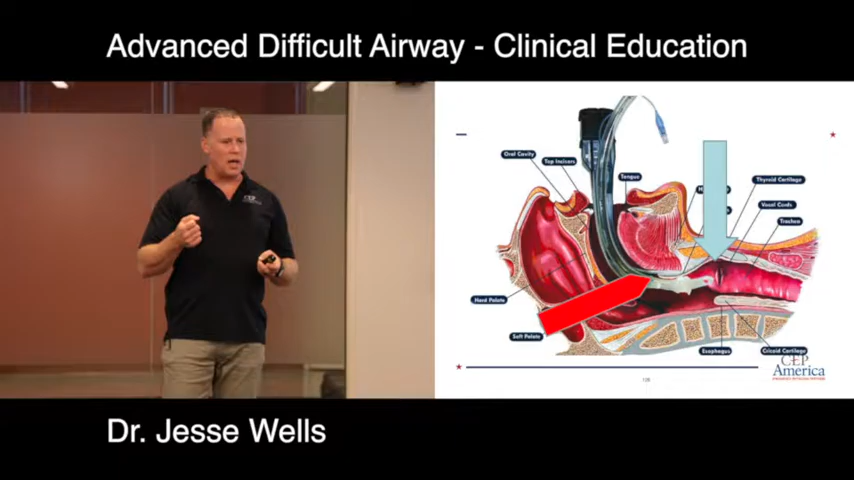 Advanced Difficult Airway - Clinical Education
CEP
Oral Cavity
Top Incisors
Tongue
Thyroid Cartilage
Vocal Cords
Trachea
Hard Palate
Soft Palate
Esophagus
Cricoid Cartilage
CEP
America
Dr. Jesse Wells